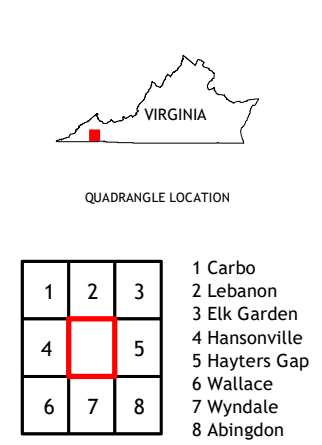 VIRGINIA
QUADRANGLE LOCATION
1 2 3
4 5
6 7 8
1 Carbo
2 Lebanon
3 Elk Garden
4 Hansonville
5 Hayters Gap
6 Wallace
7 Wyndale
8 Abingdon